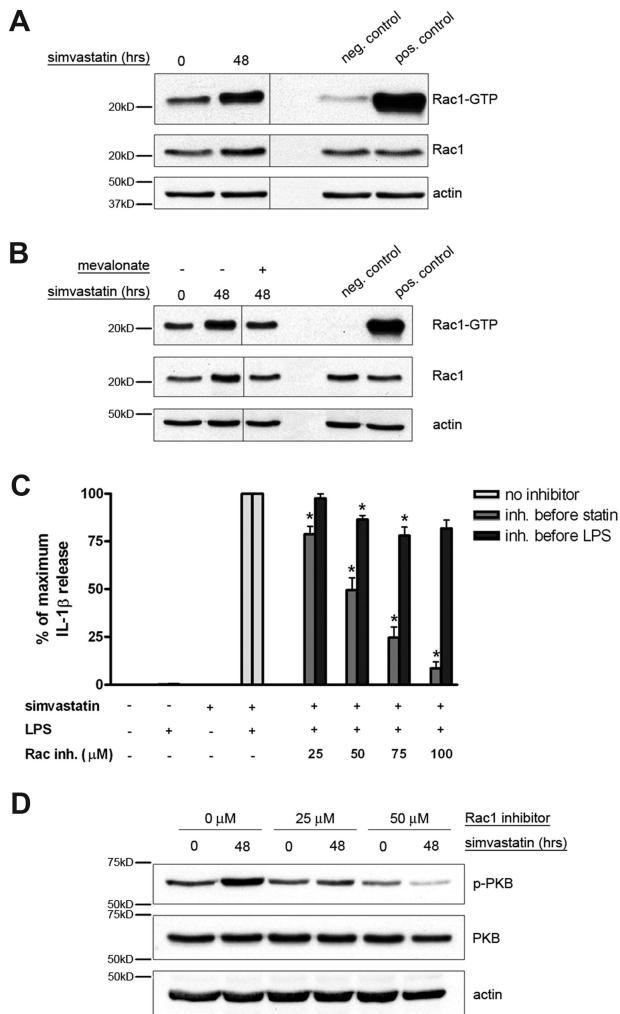 A
simvastatin (hrs) 0 48 neg. control pos. control
20kD Rac1-GTP
20kD Rac1
50kD
37kD actin
B
mevalonate - - +
simvastatin (hrs) 0 48 48 neg. control pos. control
20kD Rac1-GTP
20kD Rac1
50kD
actin
C
% of maximum
IL-1β release
100
75
50
25
0
* * * * * *
no inhibitor
inh. before statin
inh. before LPS
simvastatin - - + + + + + +
LPS - + - + + + + +
Rac inh. (μM) - - - - 25 50 75 100
D
0 μM 25 μM 50 μM Rac1 inhibitor
0 48 0 48 0 48 simvastatin (hrs)
75kD
p-PKB
50kD
75kD
PKB
50kD
50kD
actin